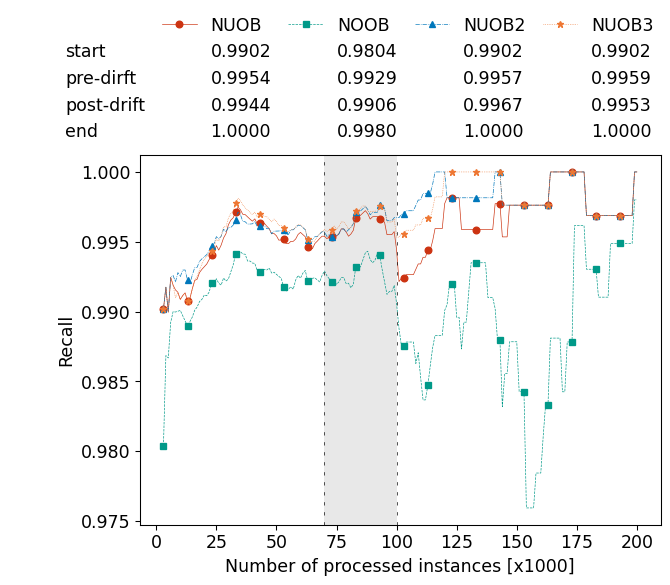 NUOB NOOB NUOB2 NUOB3
start 0.9902 0.9804 0.9902 0.9902
pre-dirft 0.9954 0.9929 0.9957 0.9959
post-drift 0.9944 0.9906 0.9967 0.9953
end 1.0000 0.9980 1.0000 1.0000
1.000
0.995
0.990
0.985
0.980
0.975
Recall
0 25 50 75 100 125 150 175 200
Number of processed instances [x1000]